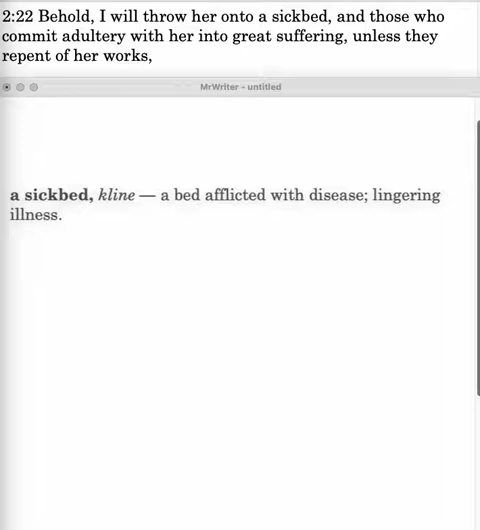 2:22 Behold, I will throw her onto a sickbed, and those who
commit adultery with her into great suffering, unless they
repent of her works,
MrWriter - untitled
a sickbed, kline — a bed afflicted with disease; lingering
illness.